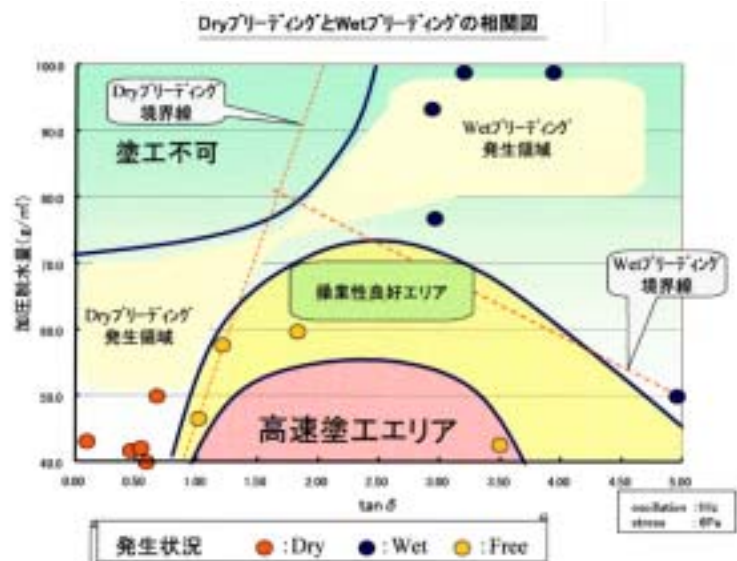 DryブリーディングとWetブリーディングの相関図
100.0
90.0
80.0
70.0
60.0
50.0
40.0
加圧脱水量(g/㎡)
Dryブリーディング
境界線
塗工不可
Wetブリーディング
発生領域
Dryブリーディング
発生領域
操業性良好エリア
Wetブリーディング
境界線
高速塗工エリア
0.00
0.50
1.00
1.50
2.00
2.50
3.00
3.50
4.00
4.50
5.00
tanδ
oscillation
stress
発生状況 :Dry :Wet :Free